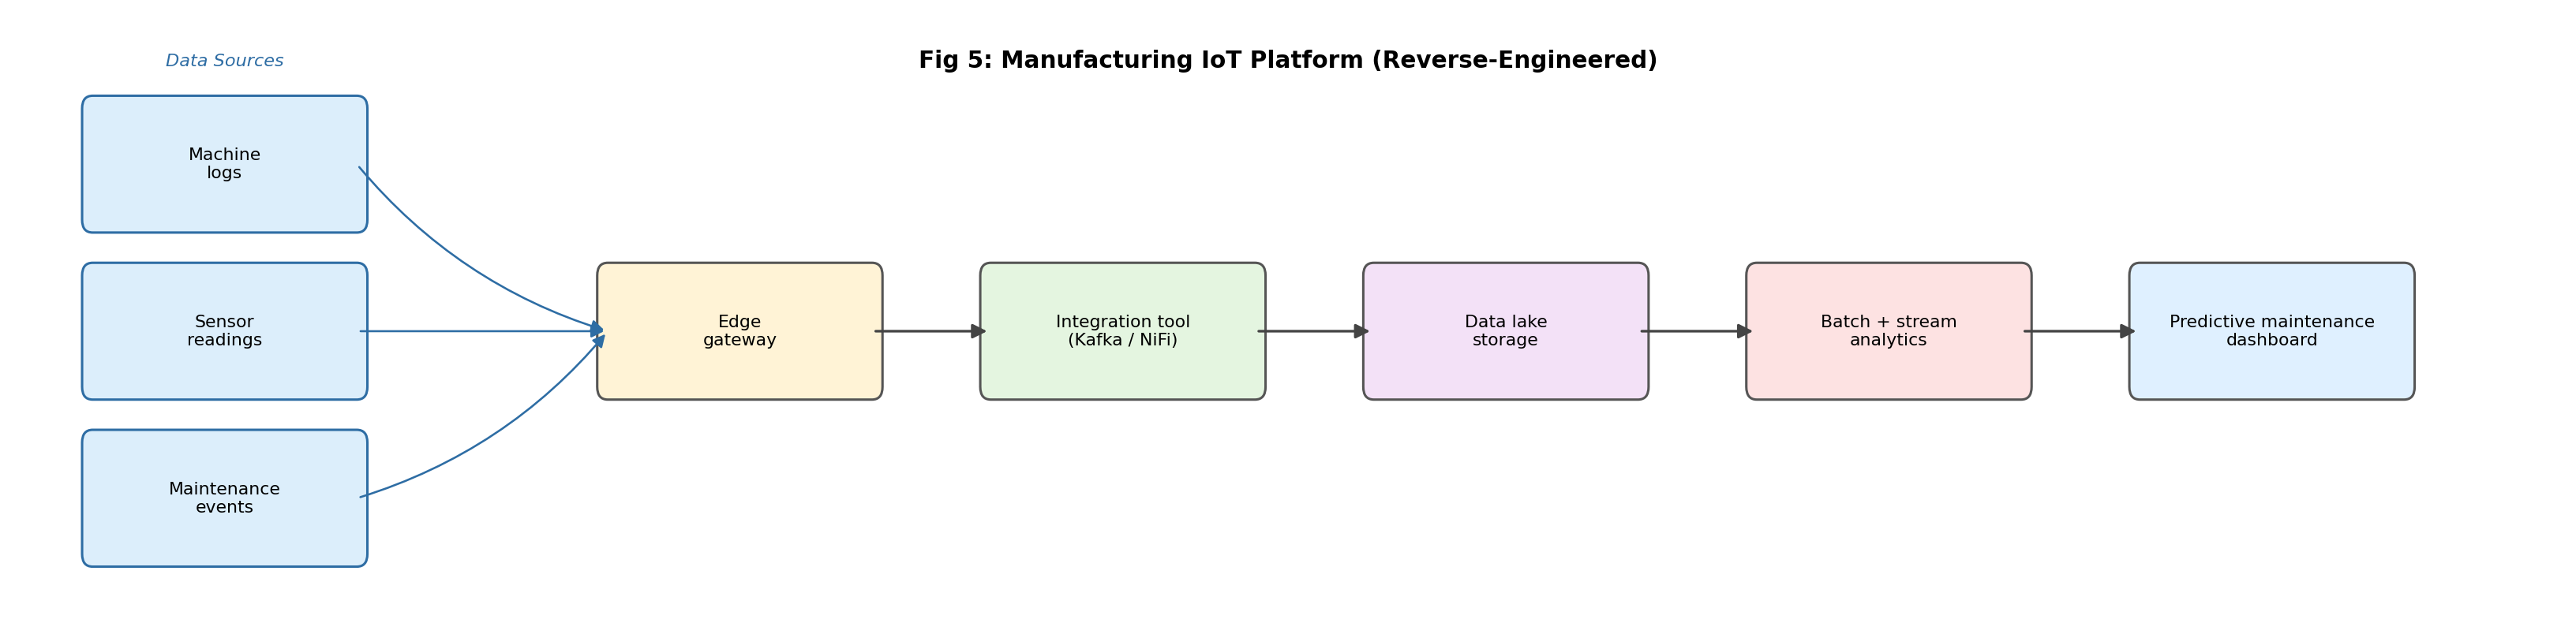 Data Sources
Fig 5: Manufacturing IoT Platform (Reverse-Engineered)
Machine
logs
Sensor
readings
Maintenance
events
Edge
gateway
Integration tool
(Kafka / NiFi)
Data lake
storage
Batch + stream
analytics
Predictive maintenance
dashboard